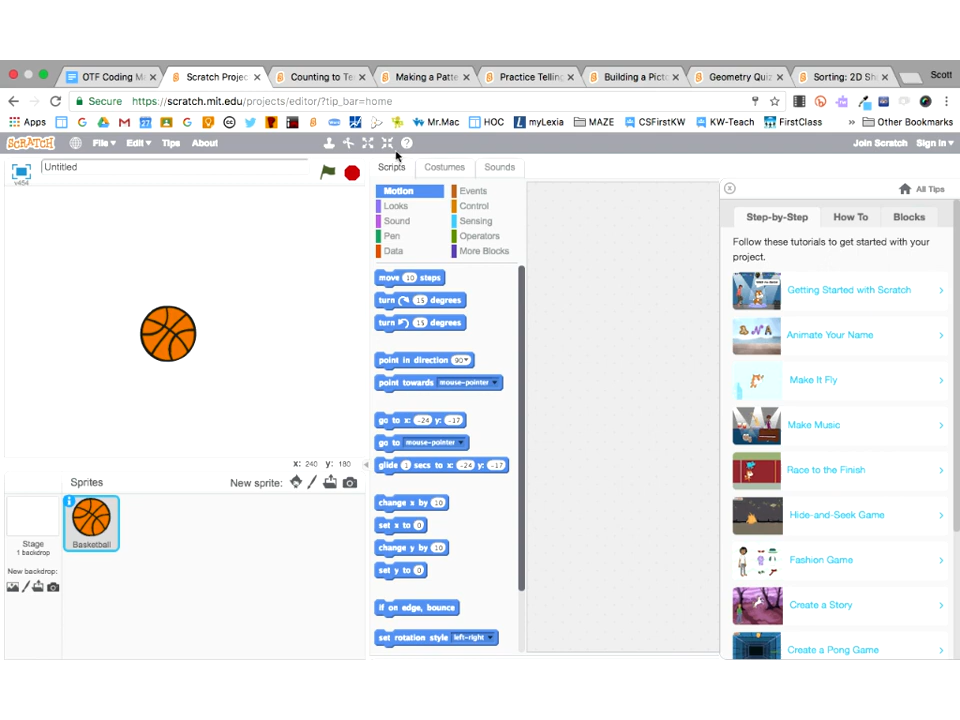 OTF Coding M
Scratch Projec
Counting to Te
Making a Patte
Practice Telling
Building a Picto
Geometry Quiz
Sorting: 2D Sh
Scott
Secure
https://scratch.mit.edu/projects/editor/?tip_bar=home
Apps
Mr.Mac
HOC
myLexia
MAZE
CSFirstKW
KW-Teach
FirstClass
»
Other Bookmarks
SCRATCH
File
Edit
Tips
About
Join Scratch
Sign in
Untitled
v454
Scripts
Costumes
Sounds
Motion
Looks
Sound
Pen
Data
Events
Control
Sensing
Operators
More Blocks
move 10 steps
turn 15 degrees
turn 15 degrees
point in direction 90
point towards mouse-pointer
go to x: -24 y: -17
go to mouse-pointer
glide 1 secs to x: -24 y: -17
change x by 10
set x to 0
change y by 10
set y to 0
if on edge, bounce
set rotation style left-right
x: 240 y: 180
Sprites
New sprite:
Stage
1 backdrop
New backdrop:
Basketball
All Tips
Step-by-Step
How To
Blocks
Follow these tutorials to get started with your
project.
Getting Started with Scratch
Animate Your Name
Make It Fly
Make Music
Race to the Finish
Hide-and-Seek Game
Fashion Game
Create a Story
Create a Pong Game